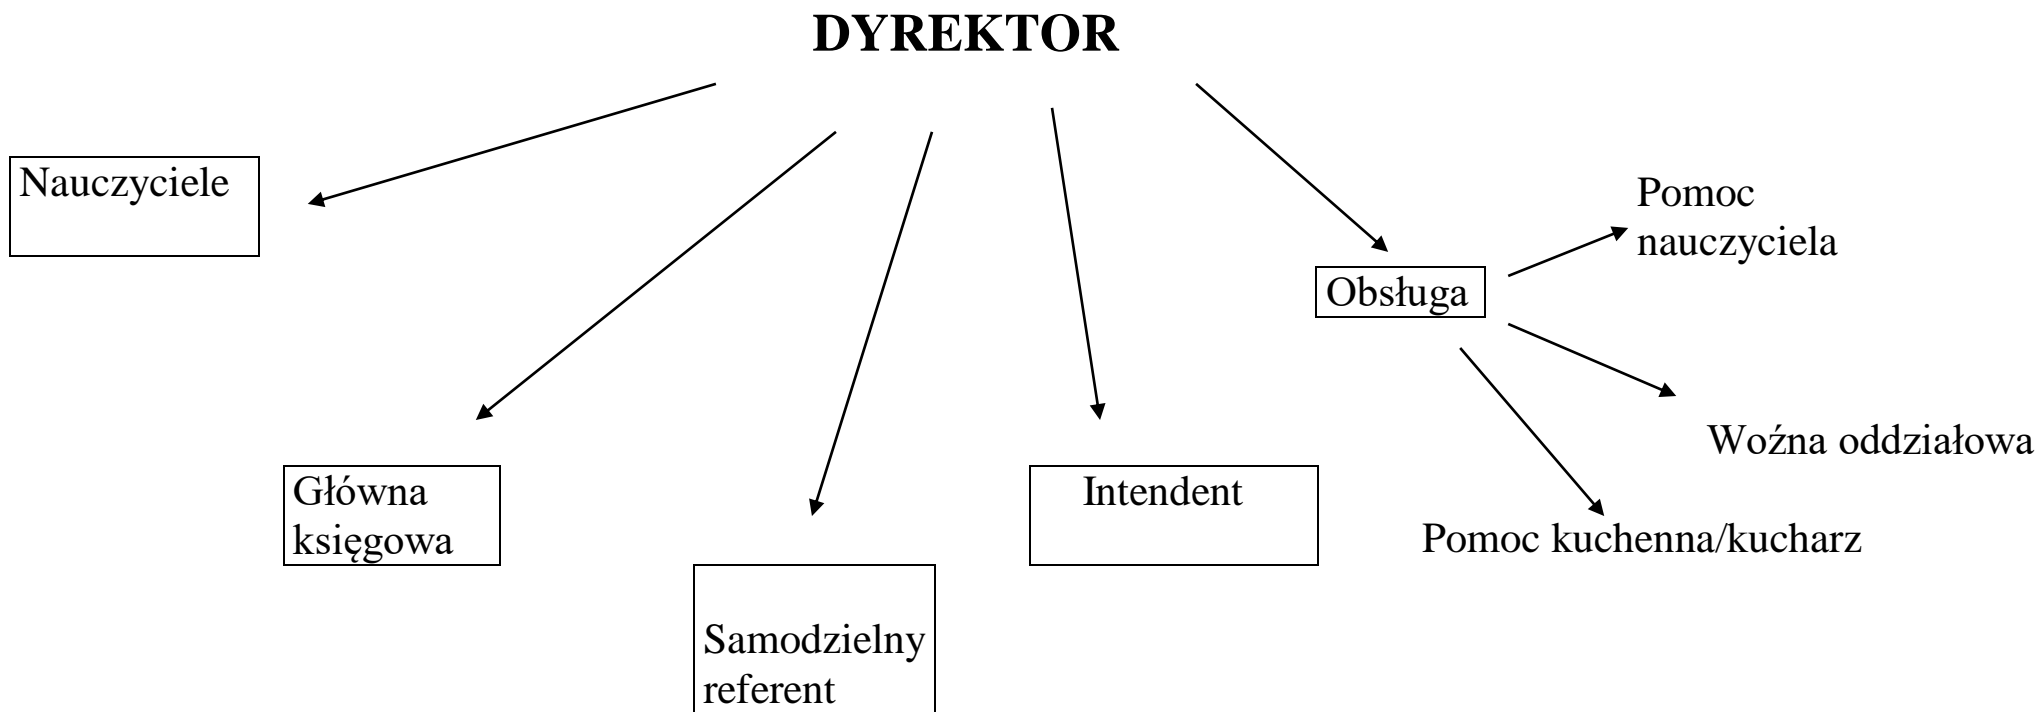 DYREKTOR
Nauczyciele
Pomoc
nauczyciela
Obsługa
Woźna oddziałowa
Główna
księgowa
Intendent
Pomoc kuchenna/kucharz
Samodzielny
referent